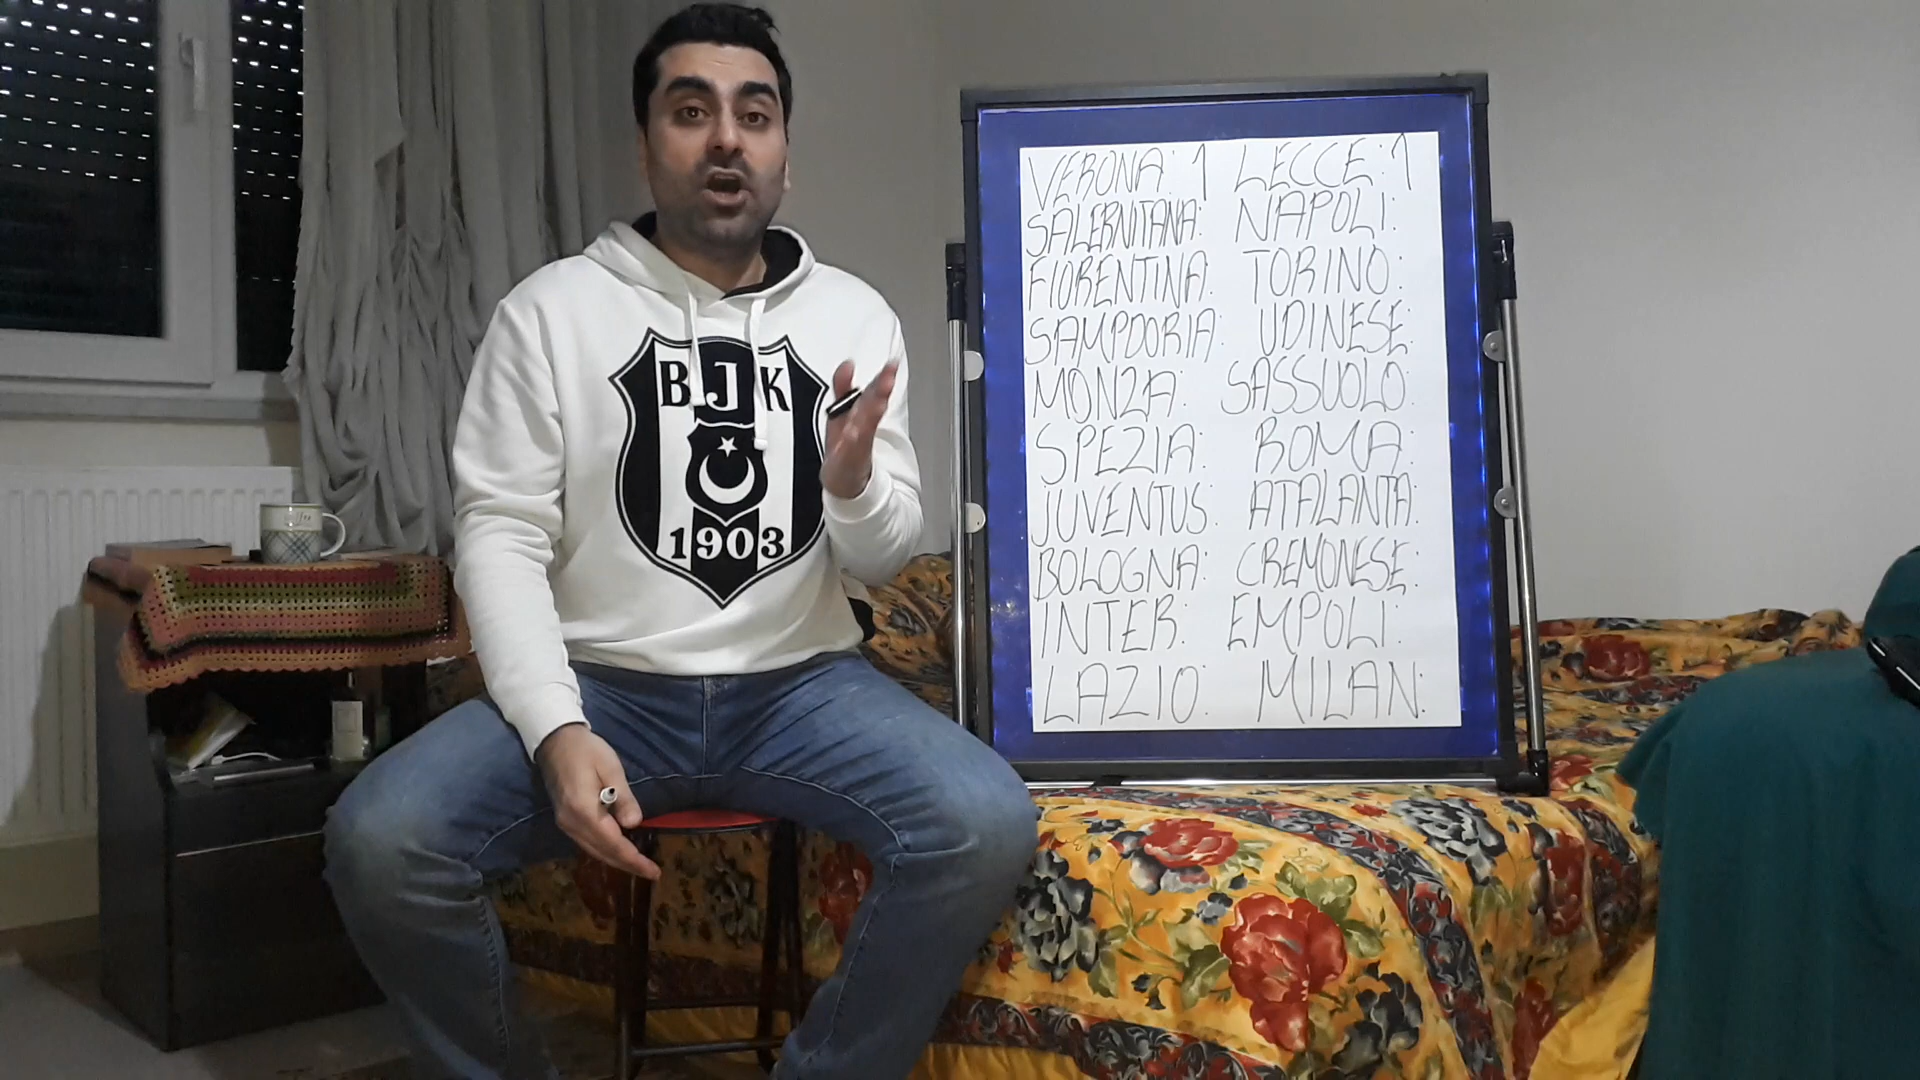 BJK
1903
coffee
VERONA: 1 LECCE: 1
SALERNITANA: NAPOLI:
FIORENTINA: TORINO:
SAMPDORIA: UDINESE:
MONZA: SASSUOLO:
SPEZIA: ROMA:
JUVENTUS: ATALANTA:
BOLOGNA: CREMONESE:
INTER: EMPOLI:
LAZIO: MILAN: